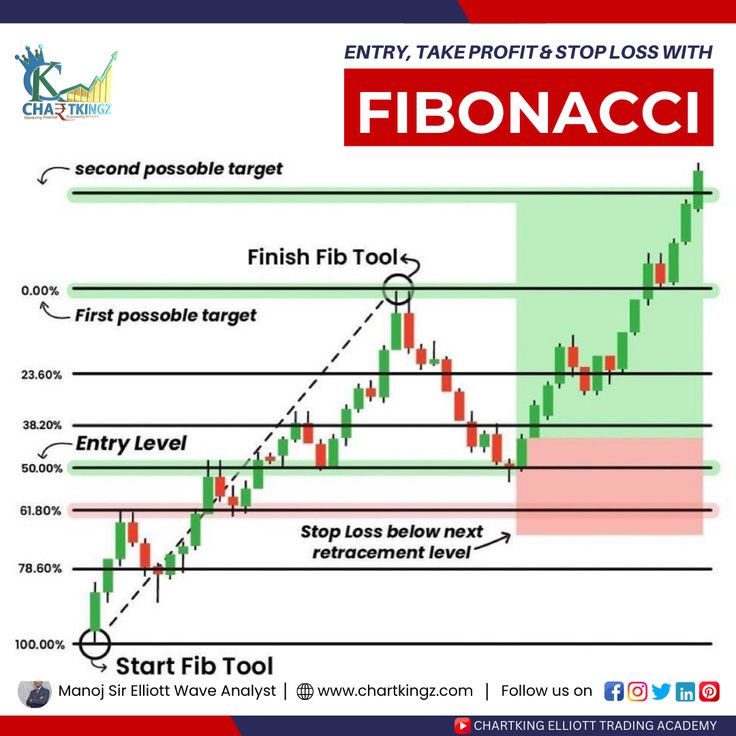 ENTRY, TAKE PROFIT & STOP LOSS WITH
FIBONACCI
CK
CHARTKINGZ
second possoble target
Finish Fib Tool
0.00%
First possoble target
23.60%
38.20%
Entry Level
50.00%
61.80%
Stop Loss below next
retracement level
78.60%
100.00%
Start Fib Tool
Manoj Sir Elliott Wave Analyst | www.chartkingz.com | Follow us on
CHARTKING ELLIOTT TRADING ACADEMY